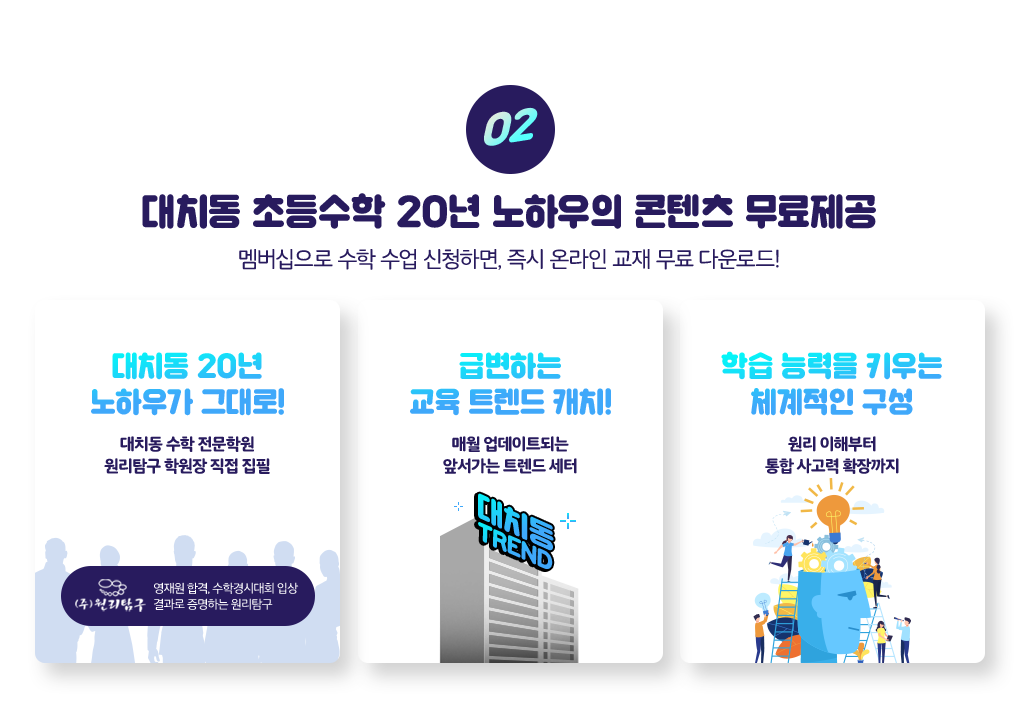 02
대치동 초등수학 20년 노하우의 콘텐츠 무료제공
멤버십으로 수학 수업 신청하면, 즉시 온라인 교재 무료 다운로드!
대치동 20년
노하우가 그대로!
대치동 수학 전문학원
원리탐구 학원장 직접 집필
(주)원리탐구
영재원 합격, 수학경시대회 입상
결과로 증명하는 원리탐구
급변하는
교육 트렌드 캐치!
매월 업데이트되는
앞서가는 트렌드 세터
대치동
TREND
학습 능력을 키우는
체계적인 구성
원리 이해부터
통합 사고력 확장까지